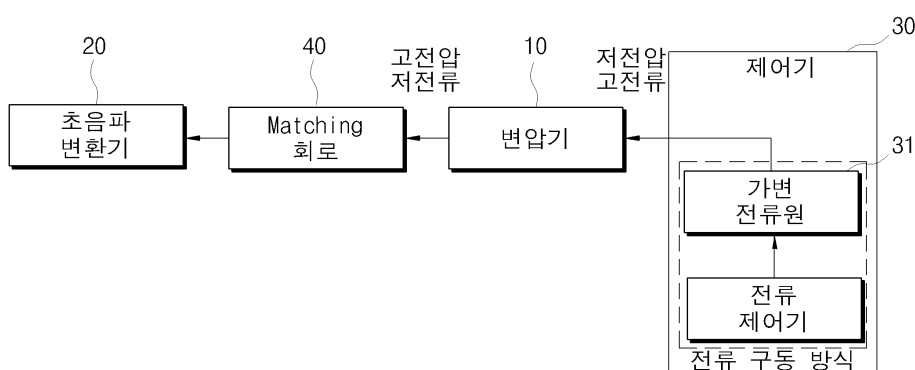 20
초음파
변환기
40
Matching
회로
고전압
저전류
10
변압기
저전압
고전류
30
제어기
31
가변
전류원
전류
제어기
전류 구동 방식